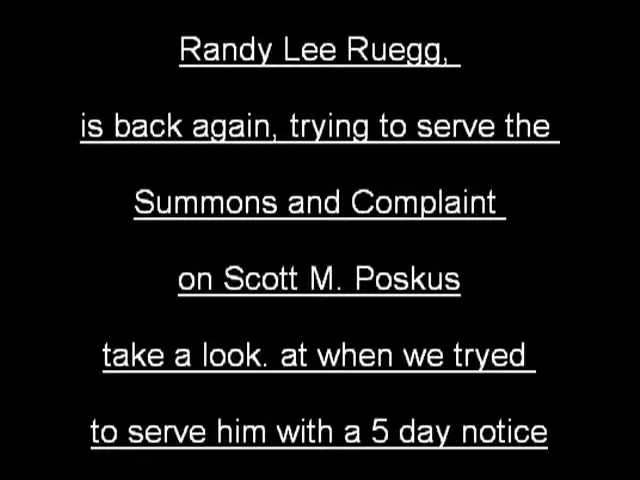 Randy Lee Ruegg,
is back again, trying to serve the
Summons and Complaint
on Scott M. Poskus
take a look. at when we tryed
to serve him with a 5 day notice